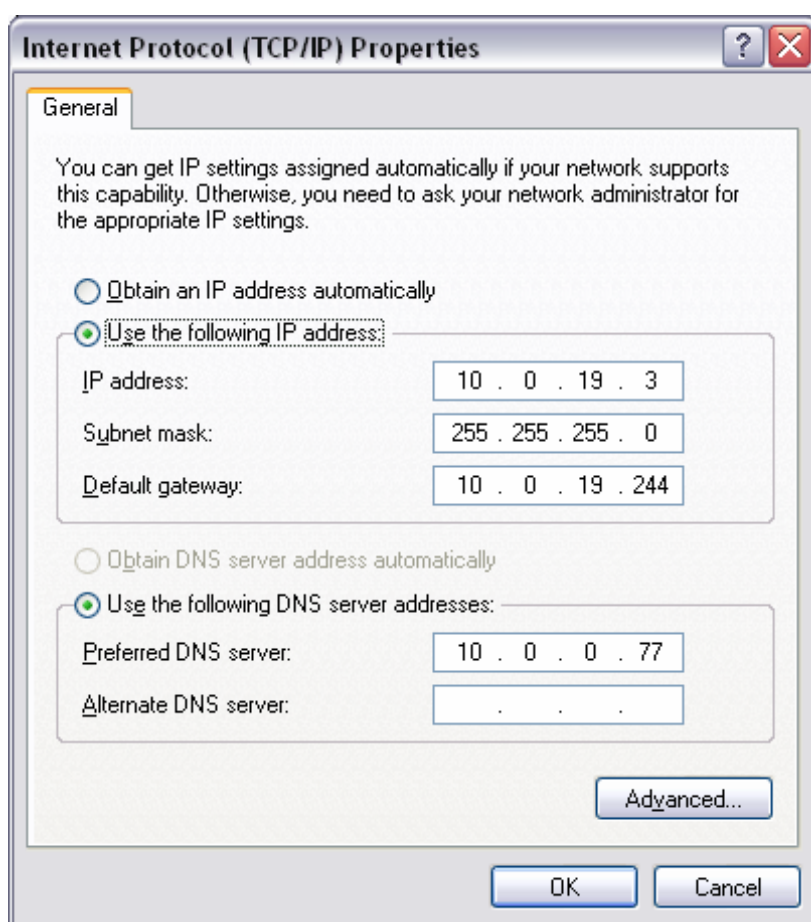 Internet Protocol (TCP/IP) Properties
?
General
You can get IP settings assigned automatically if your network supports
this capability. Otherwise, you need to ask your network administrator for
the appropriate IP settings.
Obtain an IP address automatically
Use the following IP address:
IP address: 10 . 0 . 19 . 3
Subnet mask: 255 . 255 . 255 . 0
Default gateway: 10 . 0 . 19 . 244
Obtain DNS server address automatically
Use the following DNS server addresses:
Preferred DNS server: 10 . 0 . 0 . 77
Alternate DNS server: . . .
Advanced...
OK Cancel